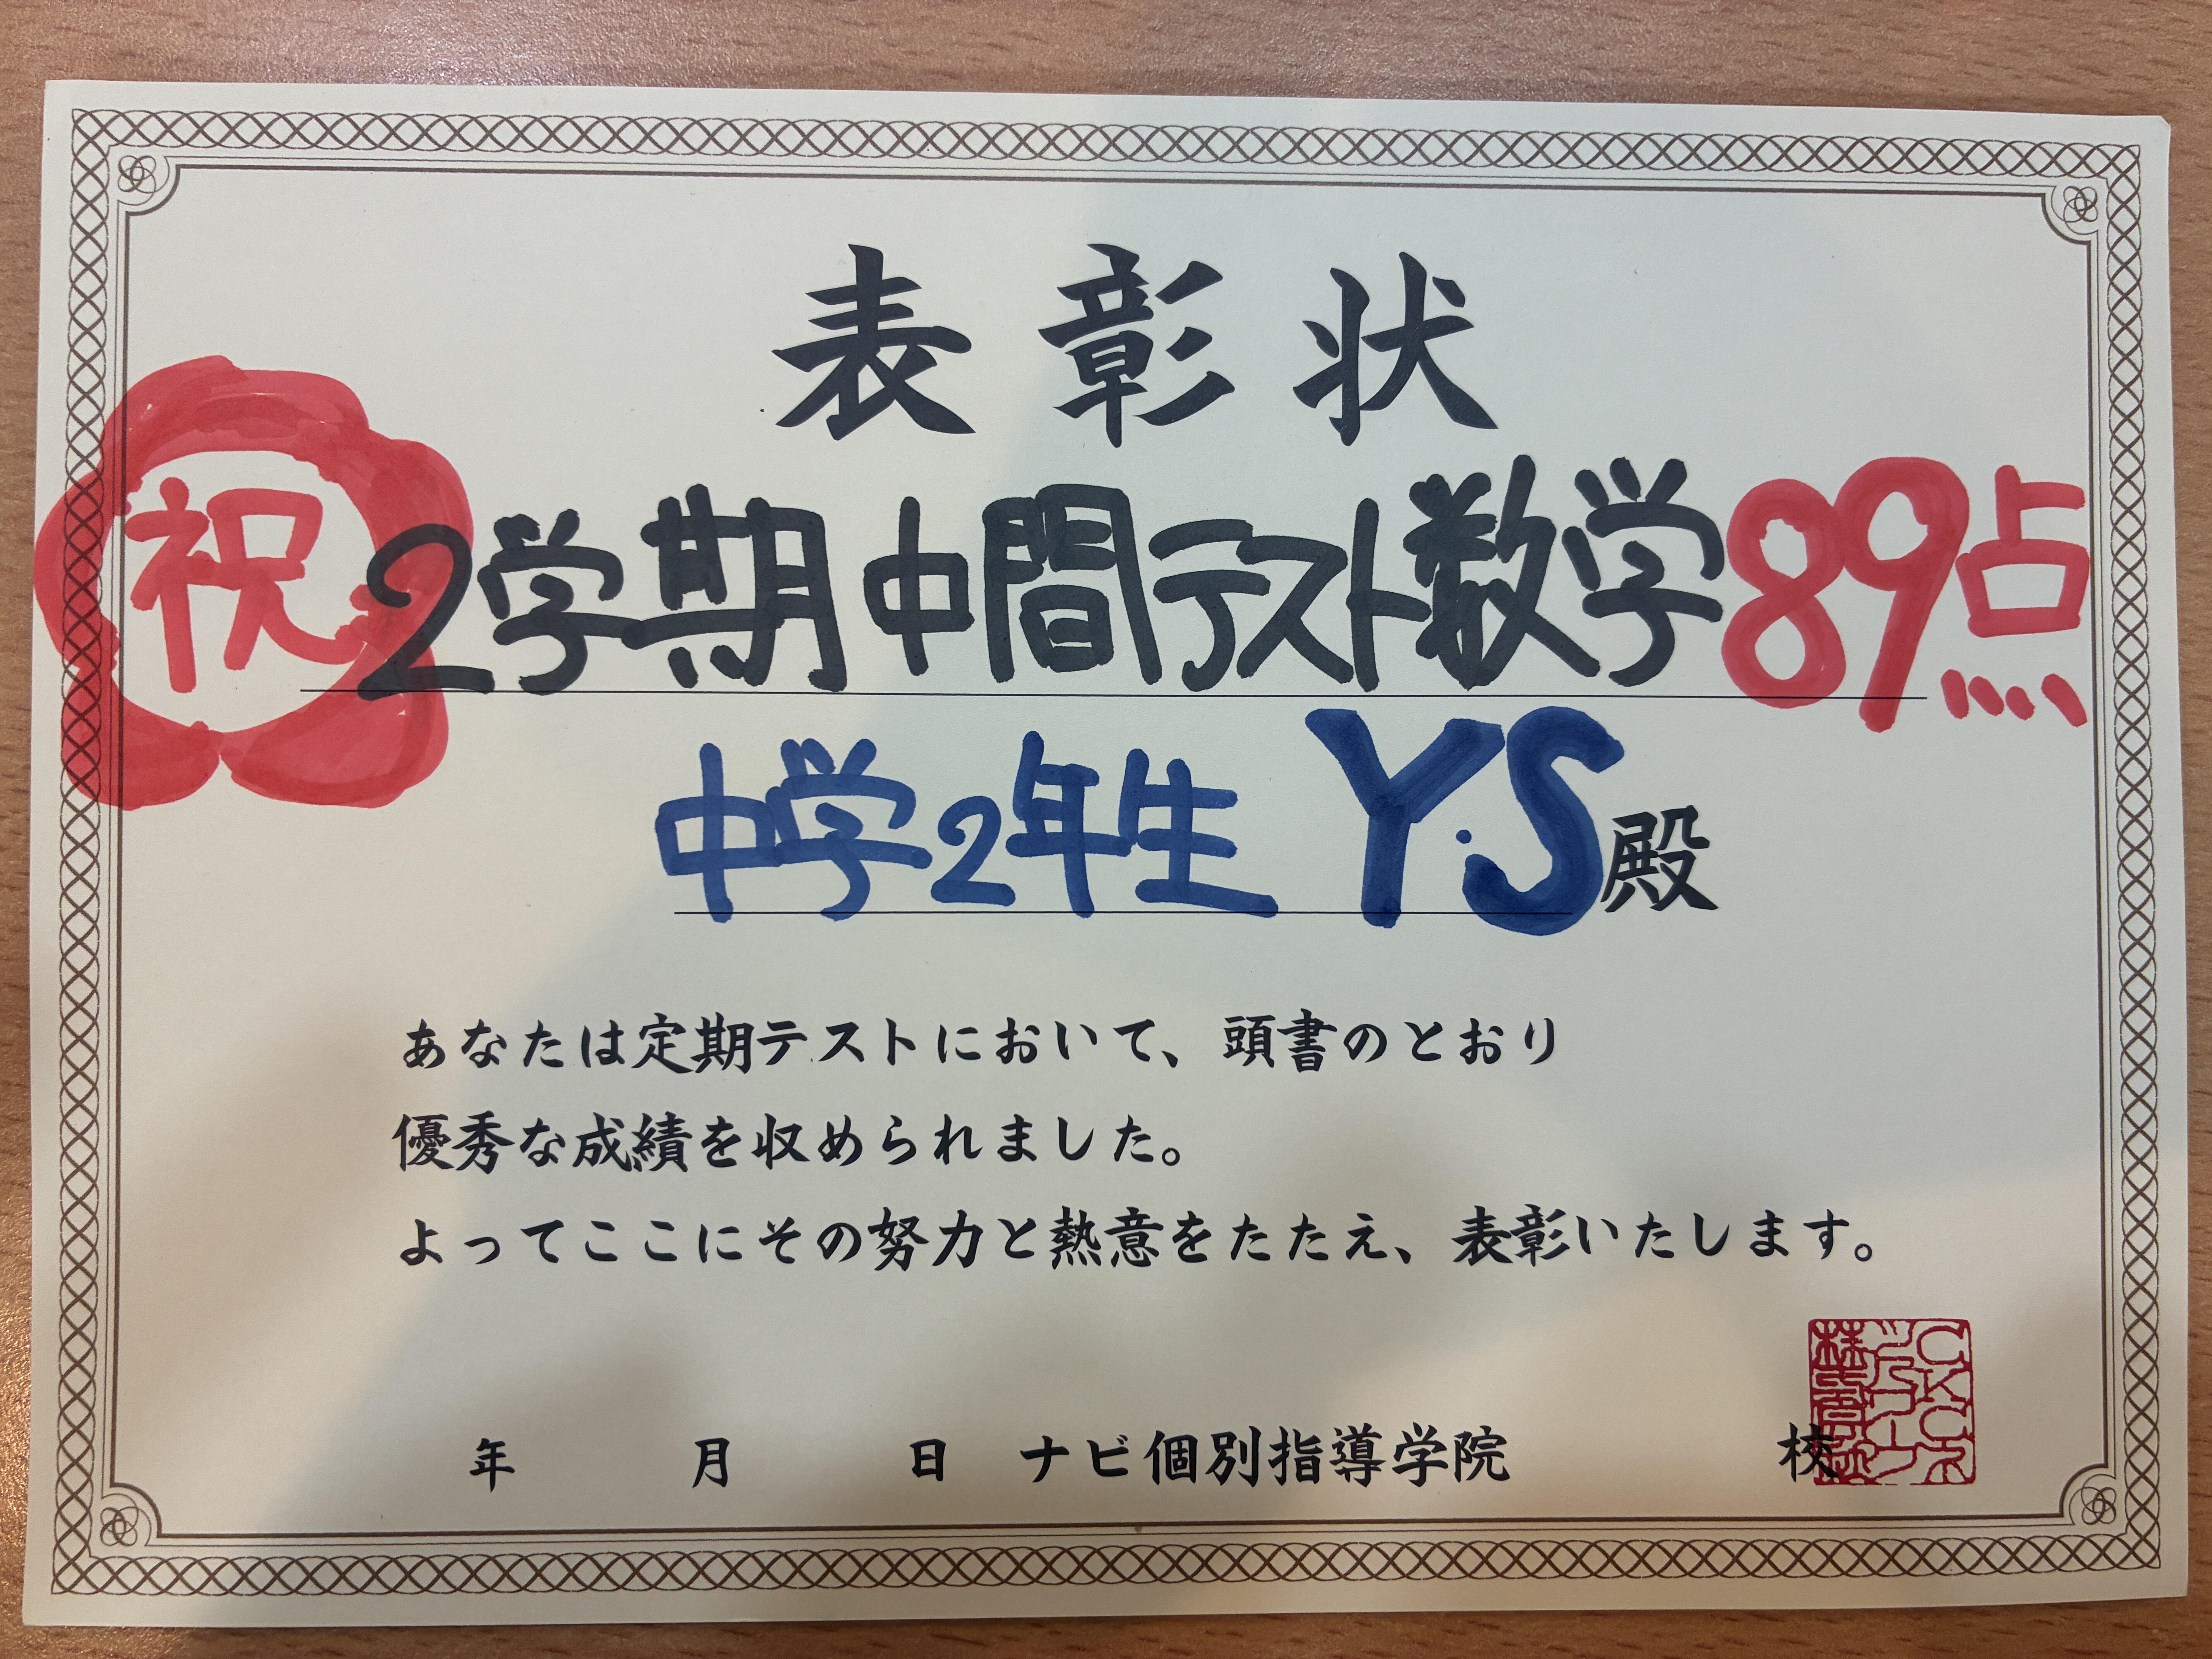 表彰状
祝
2学期中間テスト数学89点
中学2年生 Y.S殿
あなたは定期テストにおいて、頭書のとおり
優秀な成績を収められました。
よってここにその努力と熱意をたたえ、表彰いたします。
年 月 日 ナビ個別指導学院 校